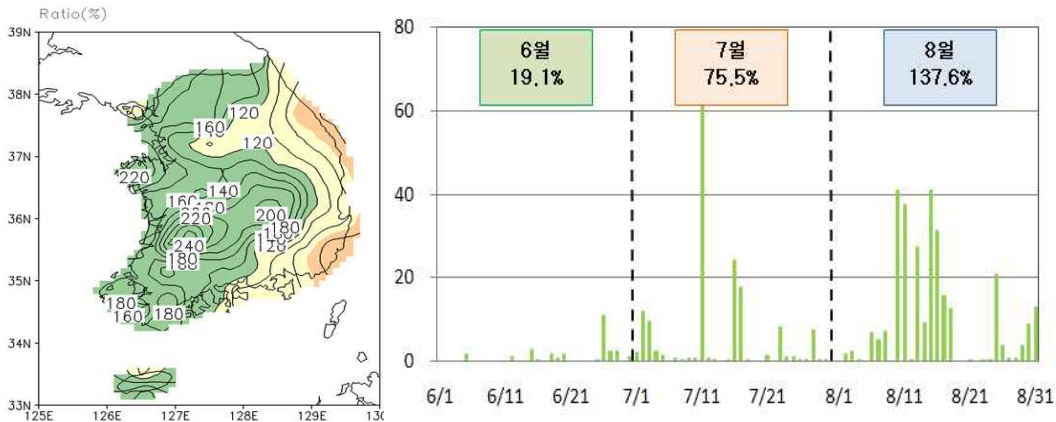 Ratio(%)
39N
38N
37N
36N
35N
34N
33N
125E 126E 127E 128E 129E 130
120
160
120
220
140
160
220
200
180
240
120
180
180
180
160
180
80
60
40
20
0
6월
19.1%
7월
75.5%
8월
137.6%
6/1 6/11 6/21 7/1 7/11 7/21 8/1 8/11 8/21 8/31